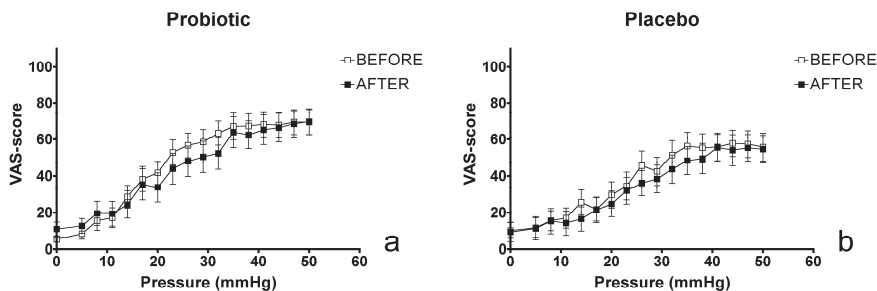 Probiotic
BEFORE
AFTER
VAS-score
100
80
60
40
20
0
0 10 20 30 40 50 60
Pressure (mmHg)
a
Placebo
BEFORE
AFTER
VAS-score
100
80
60
40
20
0
0 10 20 30 40 50 60
Pressure (mmHg)
b